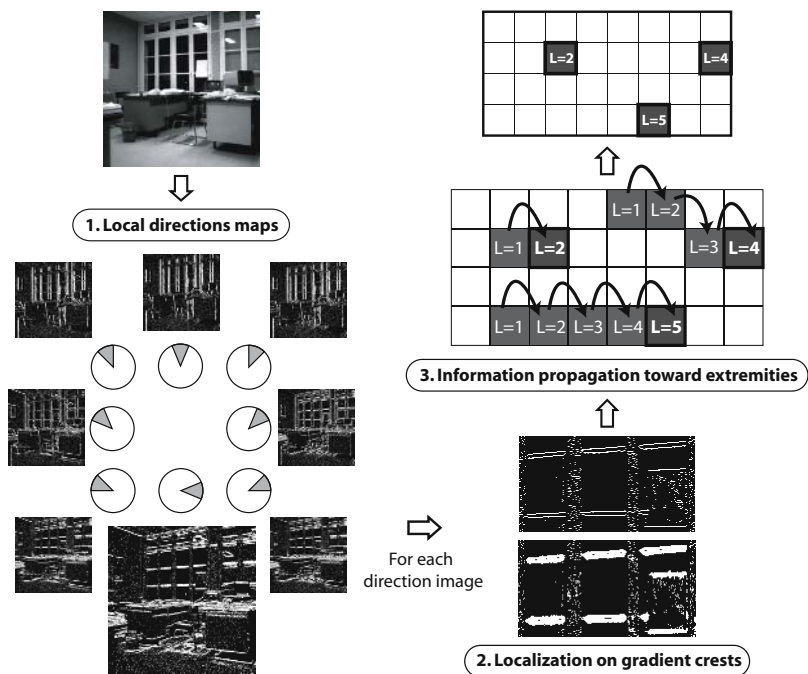 1. Local directions maps
For each
direction image
2. Localization on gradient crests
3. Information propagation toward extremities
L=1 L=2
L=1 L=2 L=3 L=4
L=1 L=2 L=3 L=4 L=5
L=2 L=4
L=5